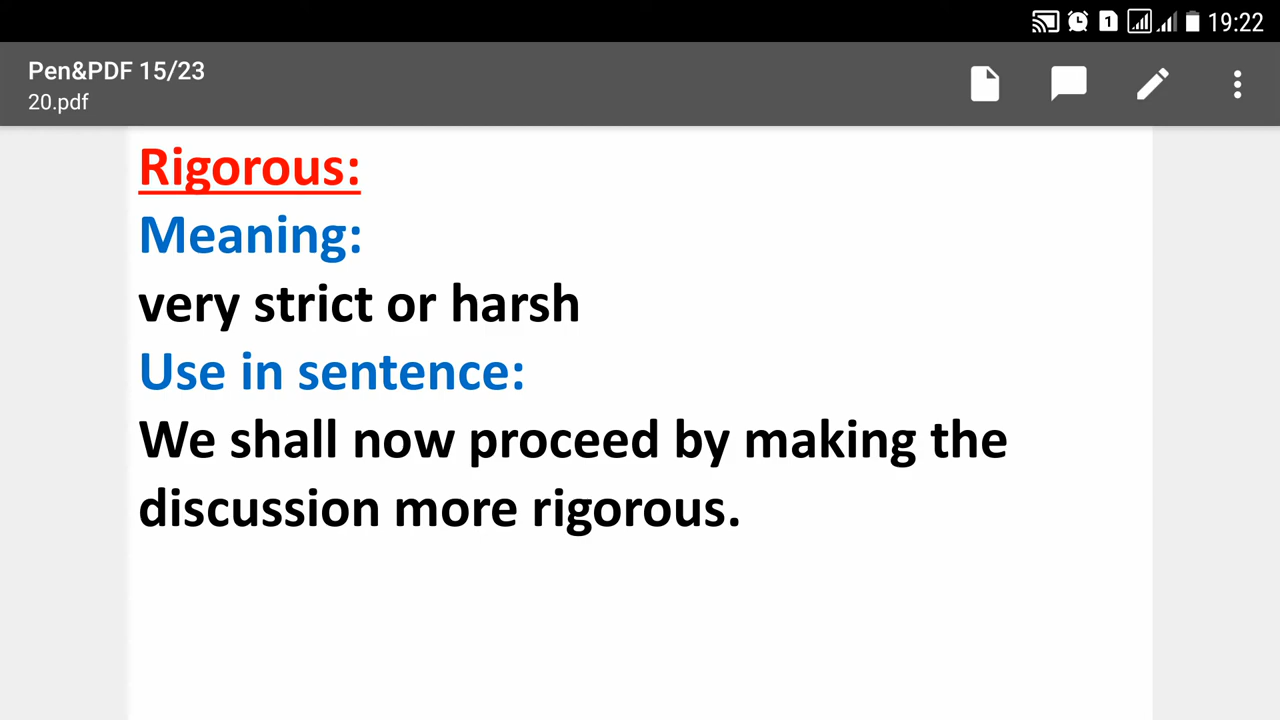 1 19:22
Pen&PDF 15/23
20.pdf
Rigorous:
Meaning:
very strict or harsh
Use in sentence:
We shall now proceed by making the
discussion more rigorous.